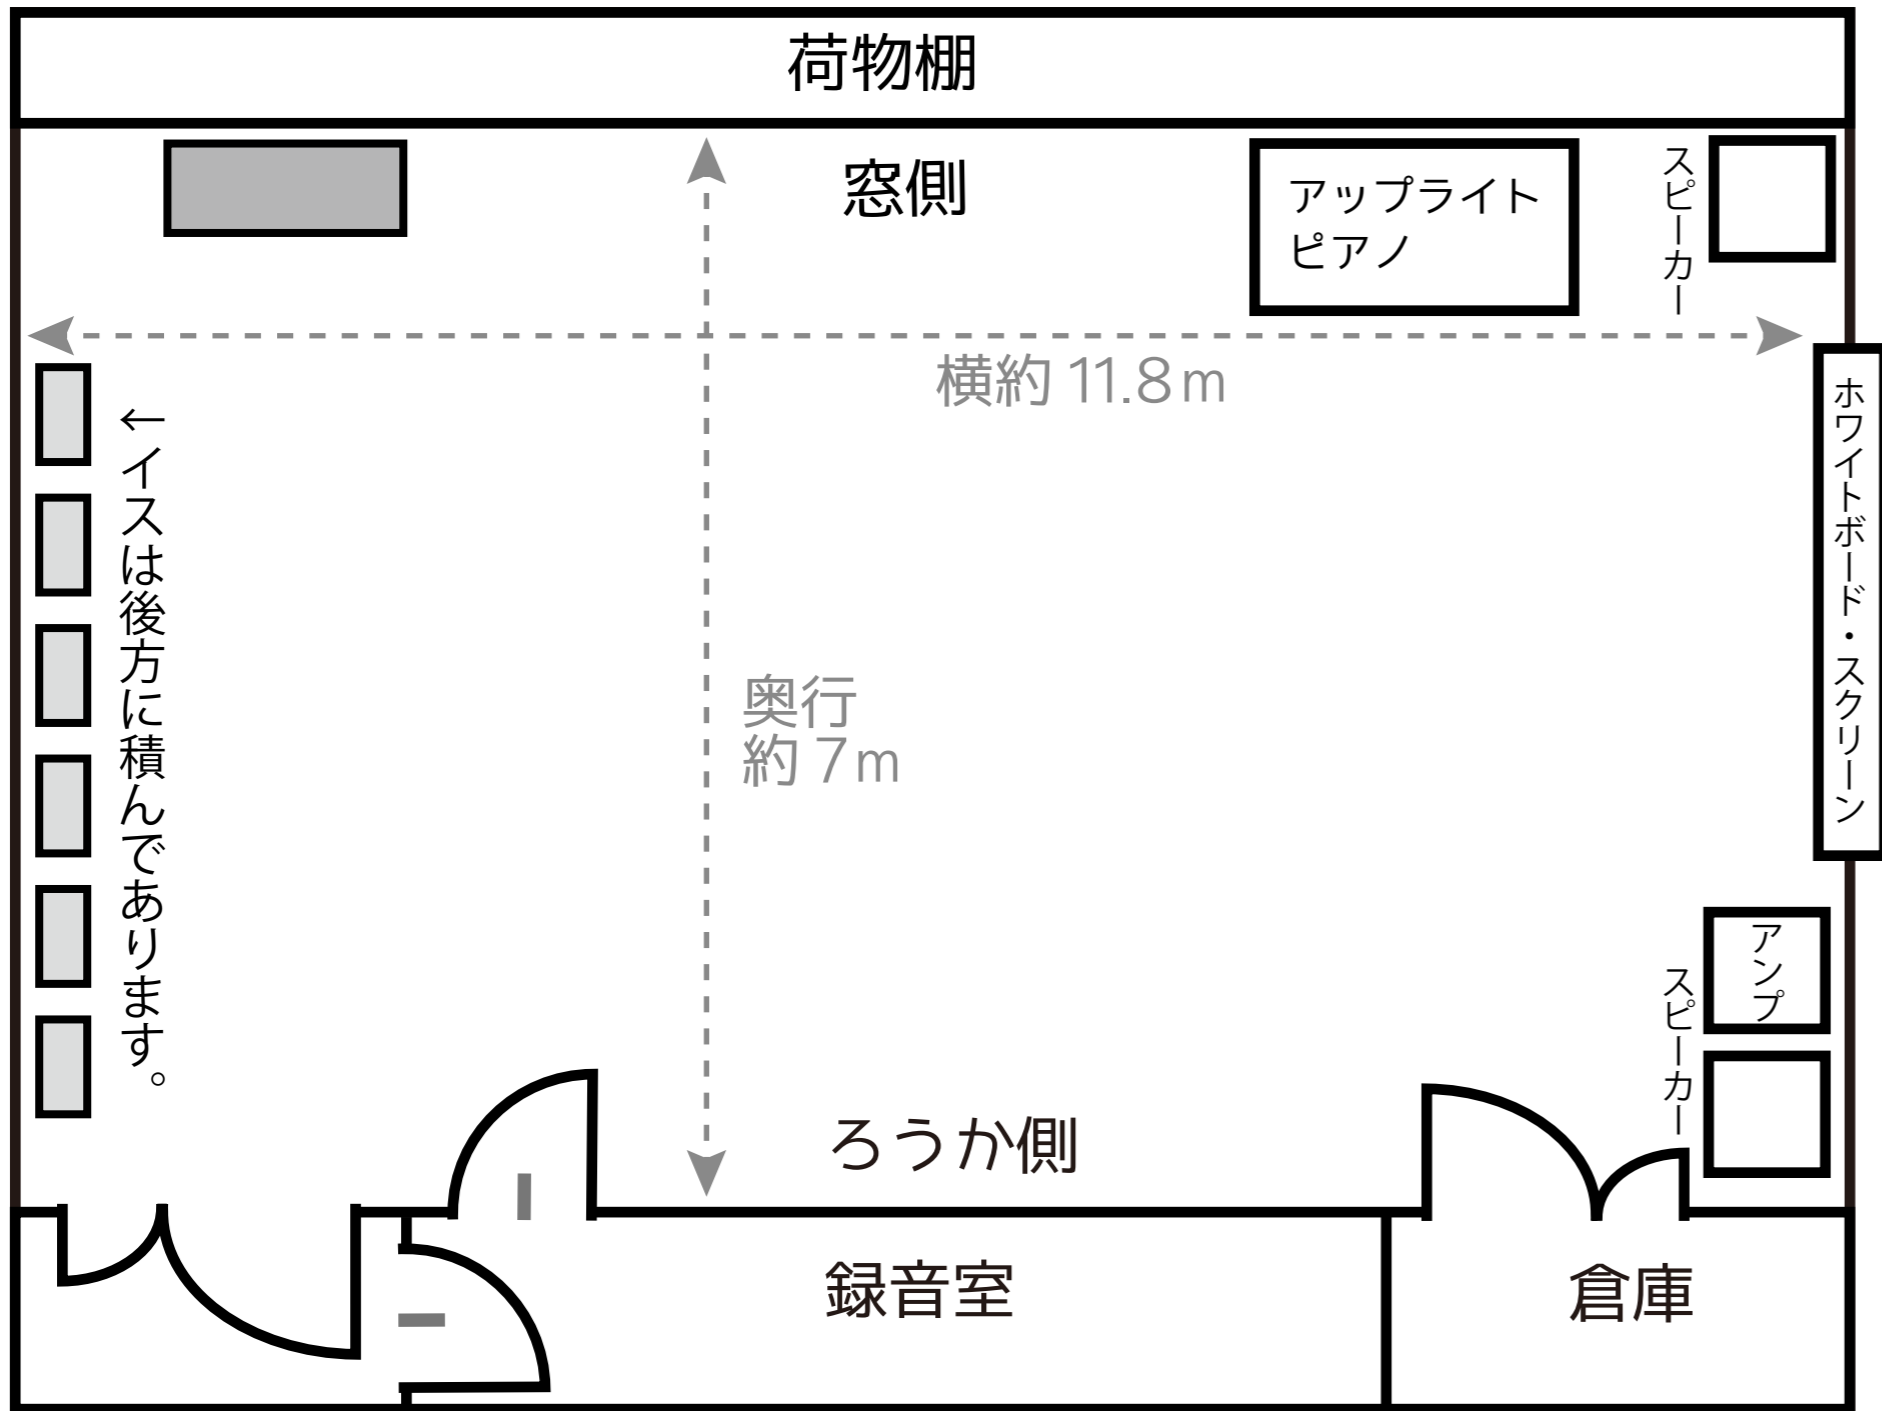 荷物棚
窓側
アップライト
ピアノ
スピーカー
横約 11.8m
ホワイトボード・スクリーン
←イスは後方に積んであります。
奥行
約 7m
アンプ
スピーカー
ろうか側
録音室
倉庫